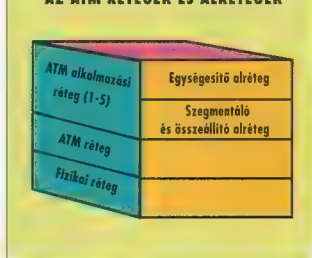 AZ ATM RÉTEGEK ÉS ALRÉTEGEK
ATM alkalmazási
réteg (1-5)
ATM réteg
Fizikai réteg
Egységesítő alréteg
Szegmentáló
és összeállító alréteg